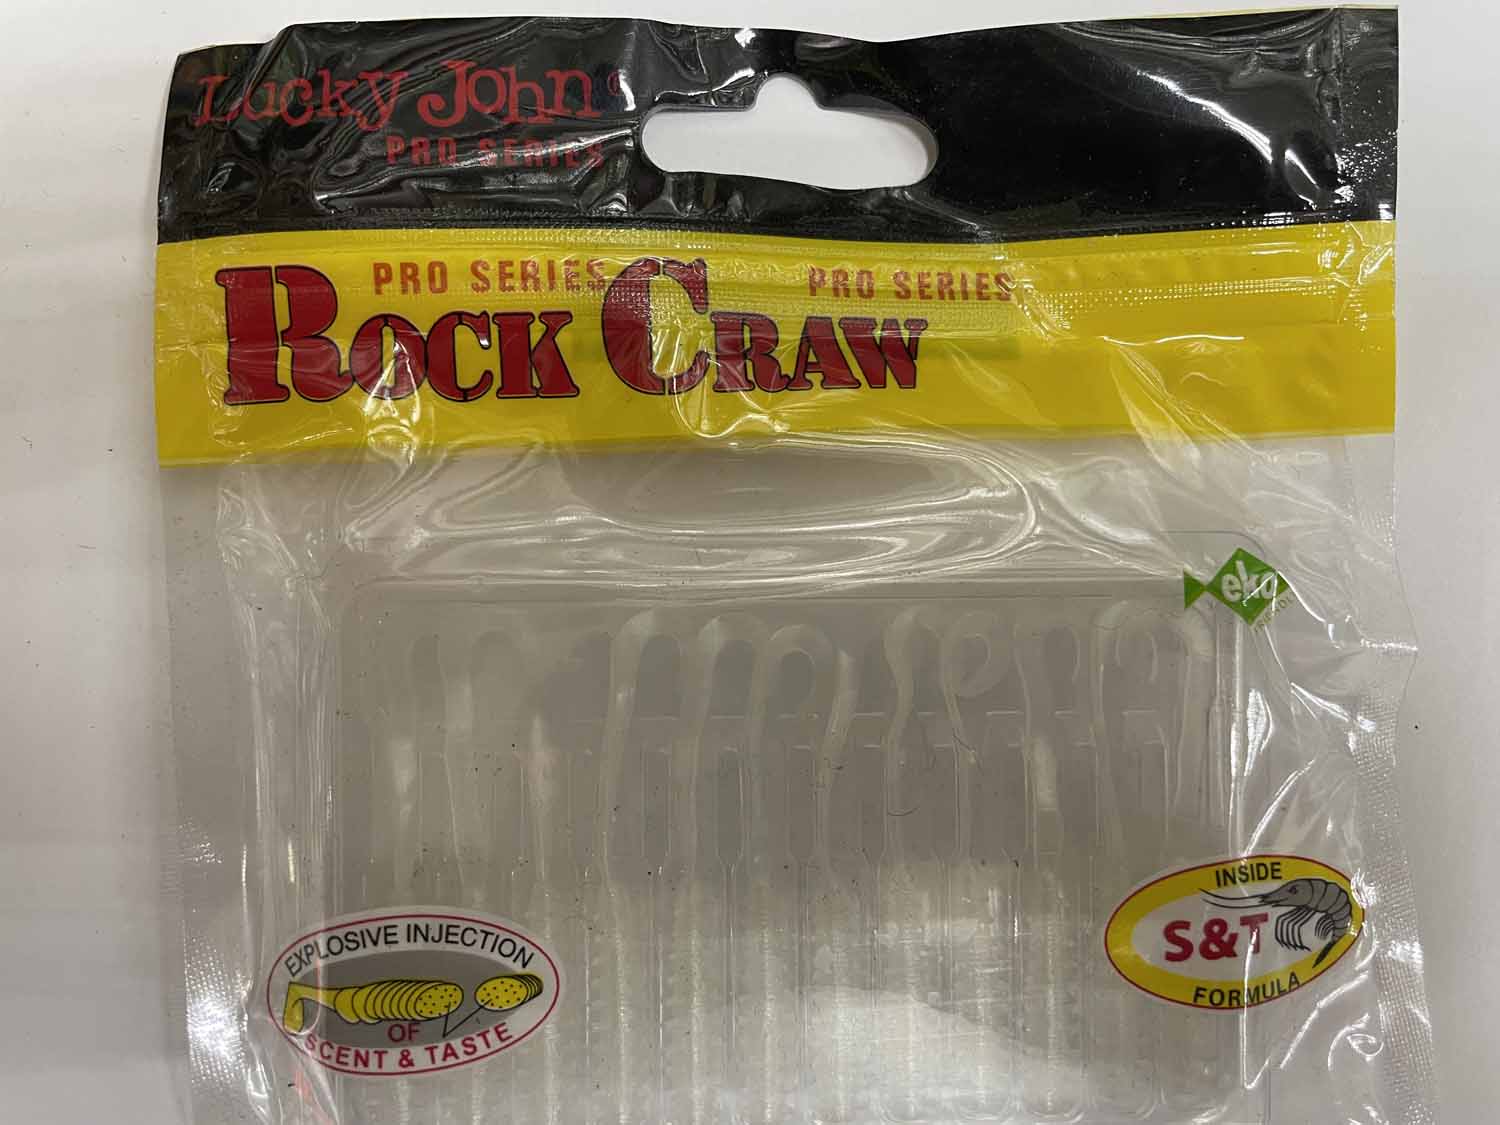 Lucky John
PRO SERIES
PRO SERIES PRO SERIES
ROCK CRAW
eko
INSIDE
S&T
FORMULA
EXPLOSIVE INJECTION
OF
SCENT & TASTE